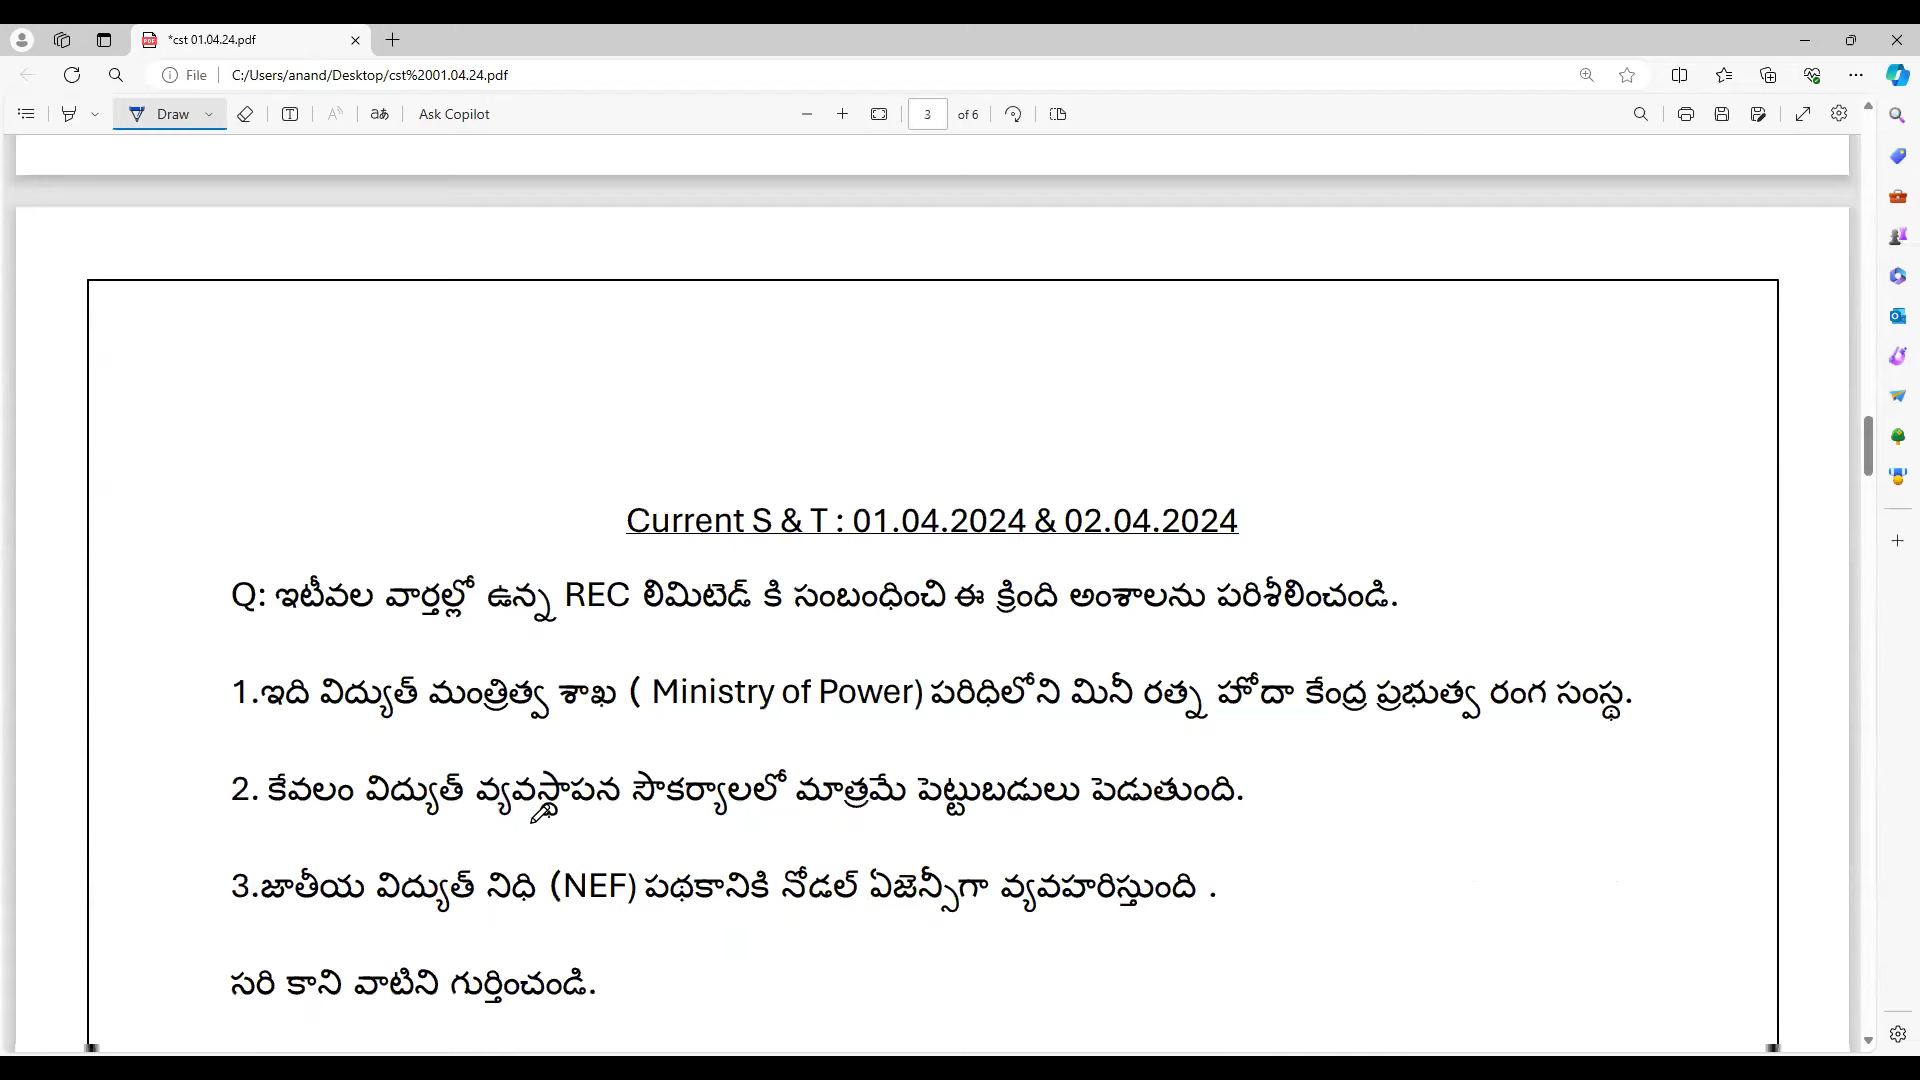 *cst 01.04.24.pdf
File C:/Users/anand/Desktop/cst%2001.04.24.pdf
Draw Ask Copilot 3 of 6
Current S & T : 01.04.2024 & 02.04.2024
Q: ఇటీవల వార్తల్లో ఉన్న REC లిమిటెడ్ కి సంబంధించి ఈ క్రింది అంశాలను పరిశీలించండి.
1.ఇది విద్యుత్ మంత్రిత్వ శాఖ ( Ministry of Power) పరిధిలోని మినీ రత్న హోదా కేంద్ర ప్రభుత్వ రంగ సంస్థ.
2. కేవలం విద్యుత్ వ్యవస్థాపన సౌకర్యాలలో మాత్రమే పెట్టుబడులు పెడుతుంది.
3.జాతీయ విద్యుత్ నిధి (NEF) పథకానికి నోడల్ ఏజెన్సీగా వ్యవహరిస్తుంది .
సరి కాని వాటిని గుర్తించండి.